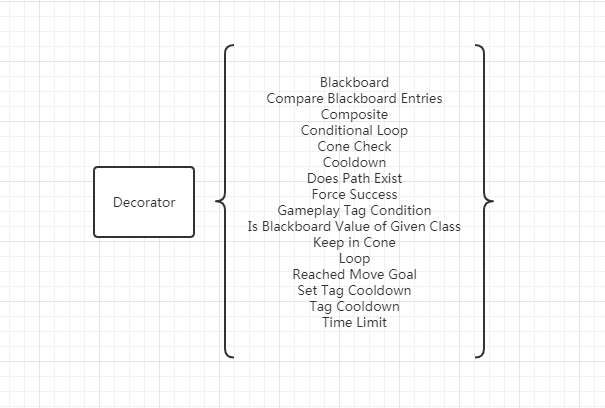 Decorator
Blackboard
Compare Blackboard Entries
Composite
Conditional Loop
Cone Check
Cooldown
Does Path Exist
Force Success
Gameplay Tag Condition
Is Blackboard Value of Given Class
Keep in Cone
Loop
Reached Move Goal
Set Tag Cooldown
Tag Cooldown
Time Limit